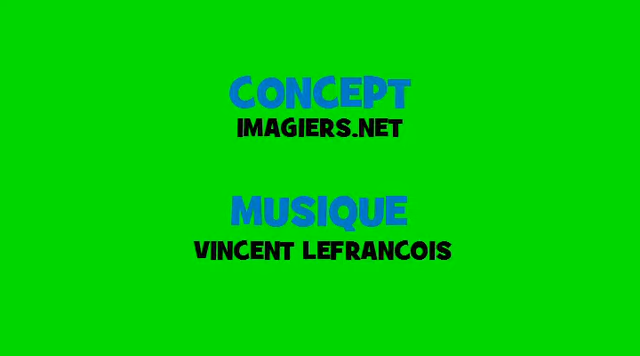 CONCEPT
IMAGIERS.NET
MUSIQUE
VINCENT LEFRANCOIS